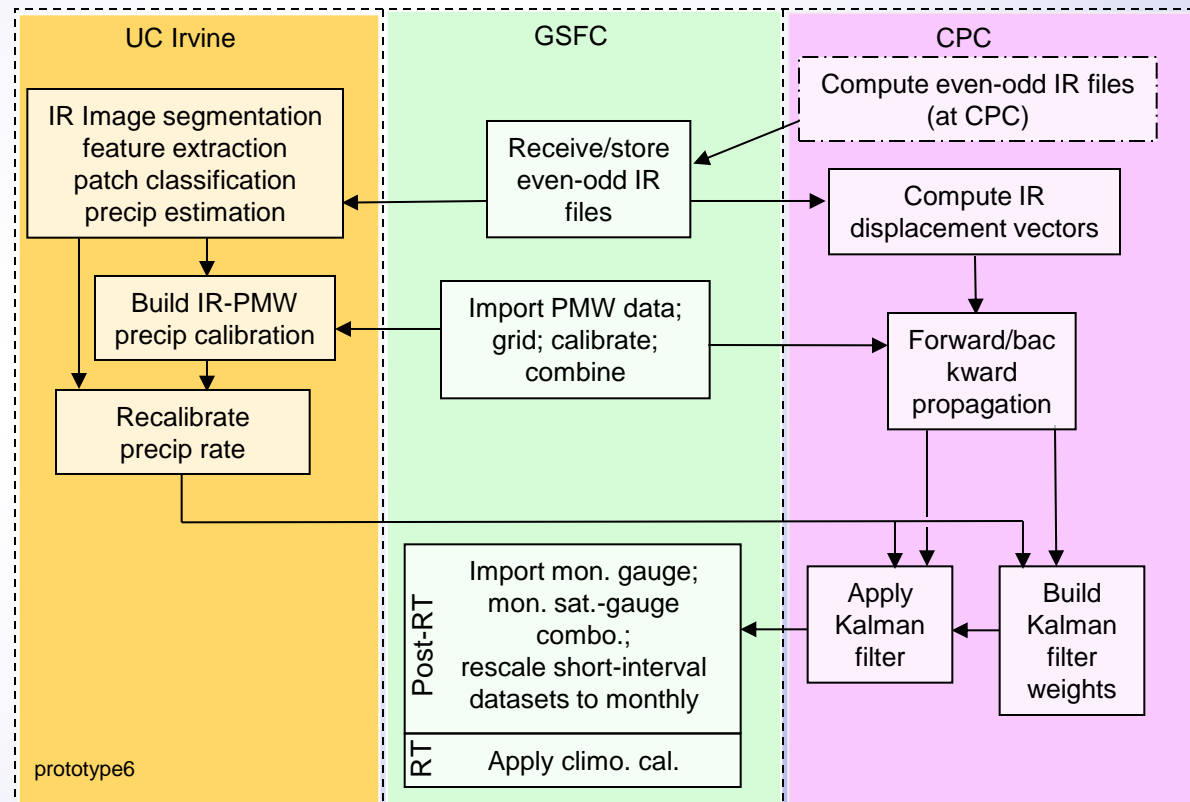 UC Irvine
GSFC
CPC
IR Image segmentation
feature extraction
patch classification
precip estimation
Build IR-PMW
precip calibration
Recalibrate
precip rate
prototype6
Receive/store
even-odd IR
files
Import PMW data;
grid; calibrate;
combine
Post-RT
Import mon. gauge;
mon. sat.-gauge
combo.;
rescale short-interval
datasets to monthly
RT
Apply climo. cal.
Compute even-odd IR files
(at CPC)
Compute IR
displacement vectors
Forward/bac
kward
propagation
Apply
Kalman
filter
Build
Kalman
filter
weights